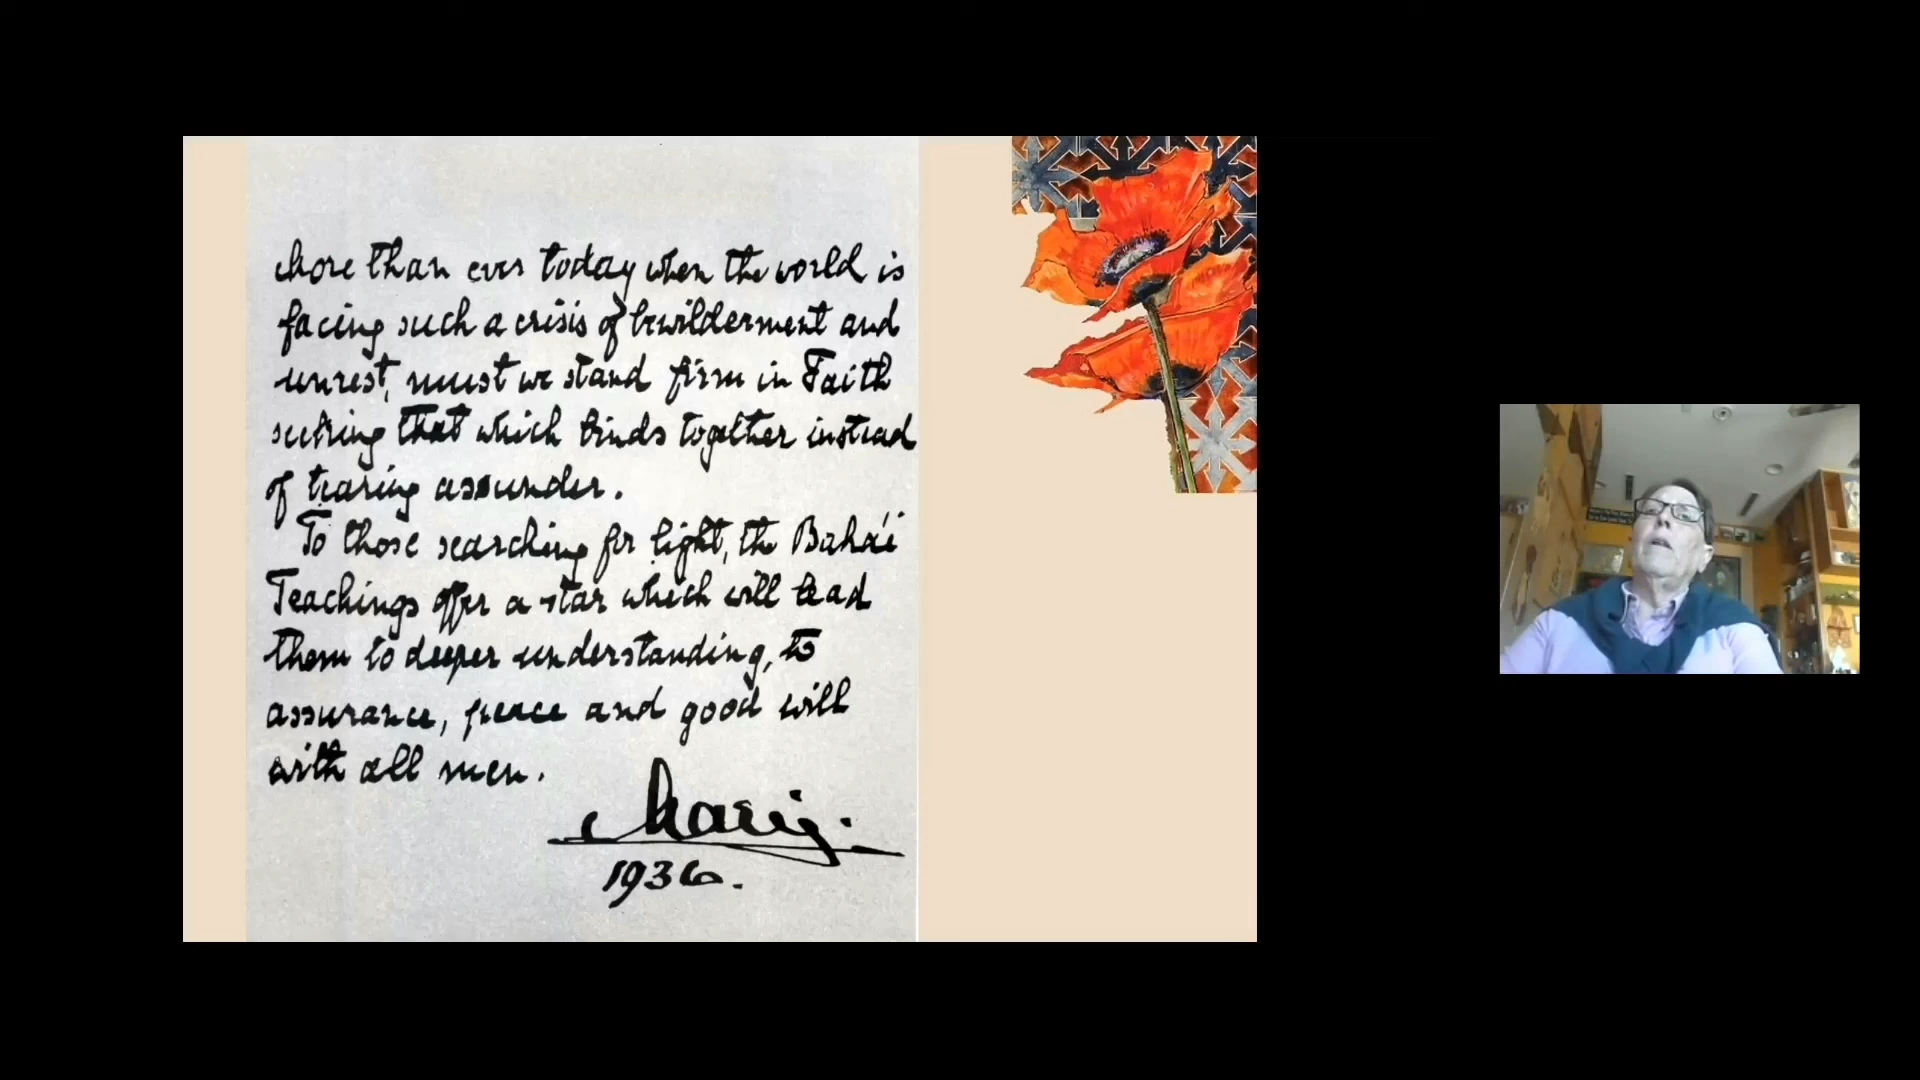 More than ever today when the world is
facing such a crisis of bewilderment and
unrest, must we stand firm in Faith
seeking that which binds together instead
of tearing assunder.
To those searching for light, the Bahá'í
Teachings offer a star which will lead
them to deeper understanding, to
assurance, peace and good will
with all men.
Marie.
1936.